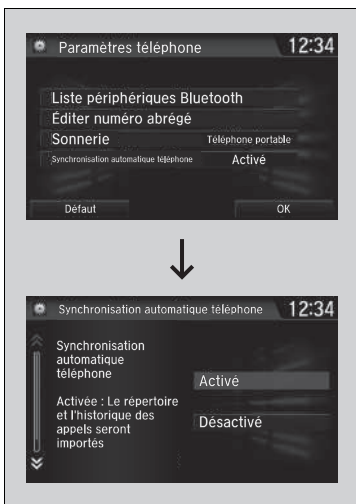 Paramètres téléphone 12:34
Liste périphériques Bluetooth
Éditer numéro abrégé
Sonnerie Téléphone portable
Synchronisation automatique téléphone Activé
Défaut OK
Synchronisation automatique téléphone 12:34
Synchronisation
automatique
téléphone
Activée : Le répertoire
et l'historique des
appels seront
importés
Activé
Désactivé